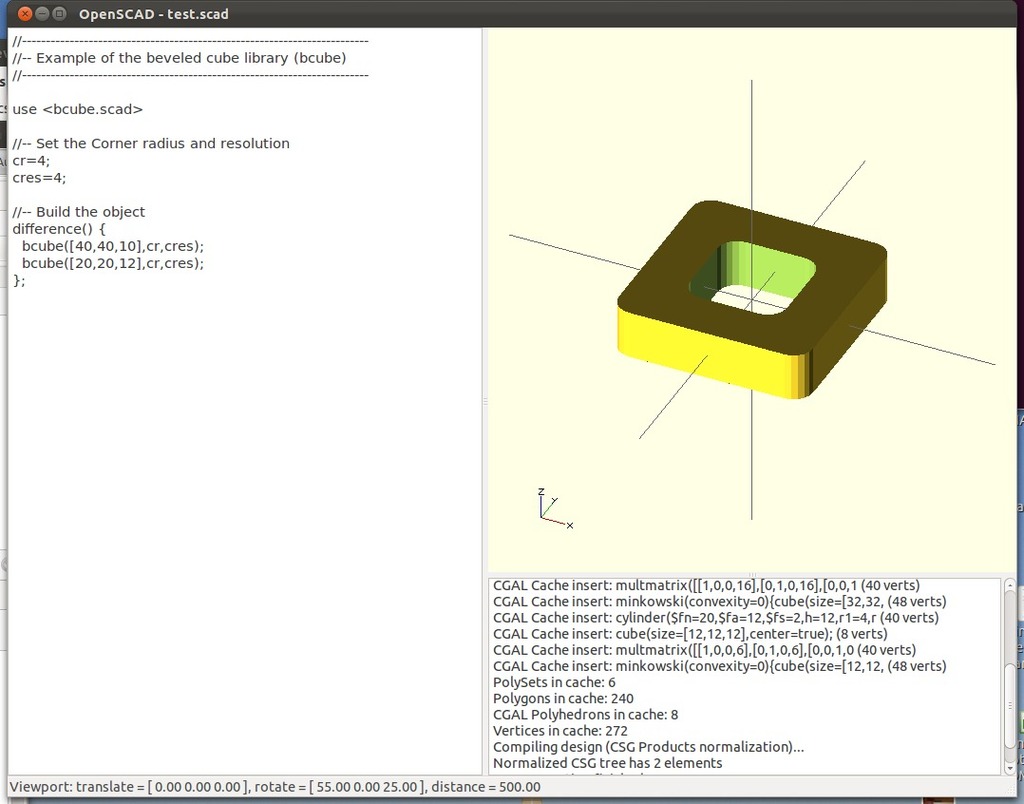 OpenSCAD - test.scad
//--------------------------------------------------------------------------
//-- Example of the beveled cube library (bcube)
//--------------------------------------------------------------------------
use <bcube.scad>
//-- Set the Corner radius and resolution
cr=4;
cres=4;
//-- Build the object
difference() {
bcube([40,40,10],cr,cres);
bcube([20,20,12],cr,cres);
};
z
y
x
CGAL Cache insert: multmatrix([[1,0,0,16],[0,1,0,16],[0,0,1 (40 verts)
CGAL Cache insert: minkowski(convexity=0){cube(size=[32,32, (48 verts)
CGAL Cache insert: cylinder($fn=20,$fa=12,$fs=2,h=12,r1=4,r (40 verts)
CGAL Cache insert: cube(size=[12,12,12],center=true); (8 verts)
CGAL Cache insert: multmatrix([[1,0,0,6],[0,1,0,6],[0,0,1,0 (40 verts)
CGAL Cache insert: minkowski(convexity=0){cube(size=[12,12, (48 verts)
PolySets in cache: 6
Polygons in cache: 240
CGAL Polyhedrons in cache: 8
Vertices in cache: 272
Compiling design (CSG Products normalization)...
Normalized CSG tree has 2 elements
Viewport: translate = [ 0.00 0.00 0.00 ], rotate = [ 55.00 0.00 25.00 ], distance = 500.00